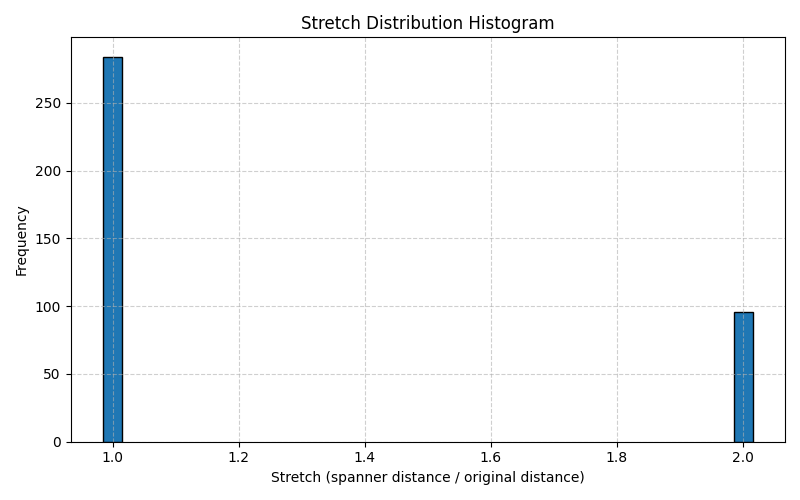 Stretch Distribution Histogram
Frequency
250
200
150
100
50
0
1.0 1.2 1.4 1.6 1.8 2.0
Stretch (spanner distance / original distance)